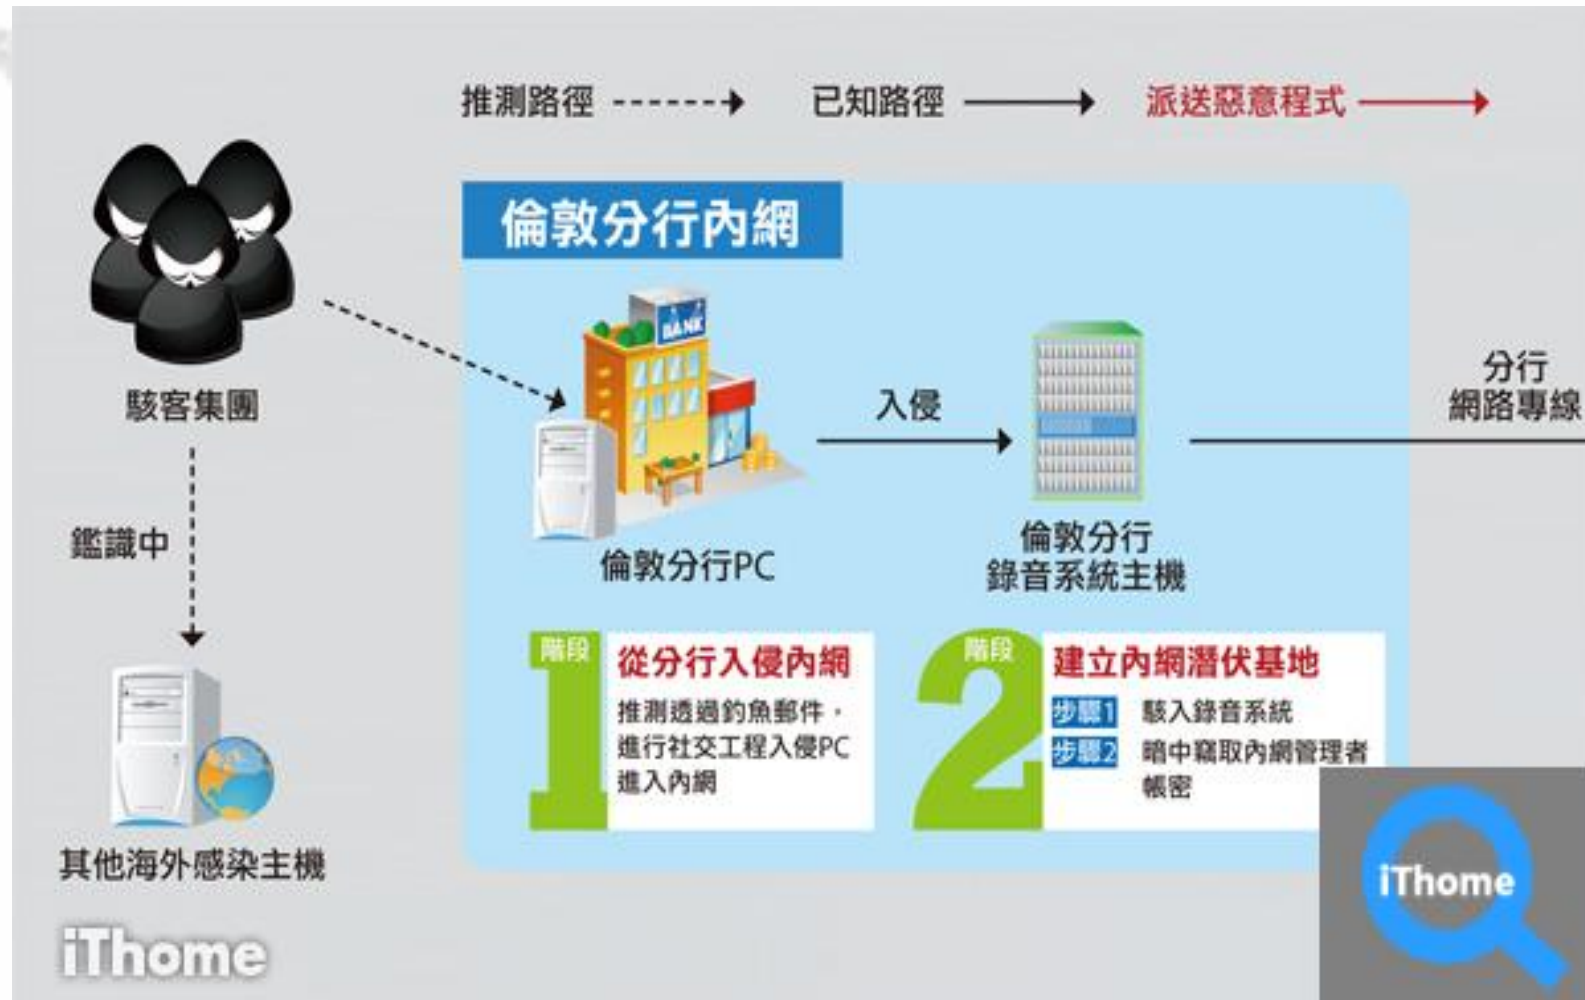 推測路徑
已知路徑
派送惡意程式
倫敦分行內網
BANK
駭客集團
入侵
分行
網路專線
鑑識中
倫敦分行PC
倫敦分行
錄音系統主機
階段
1
從分行入侵內網
推測透過釣魚郵件，
進行社交工程入侵PC
進入內網
階段
2
建立內網潛伏基地
步驟1 駭入錄音系統
步驟2 暗中竊取內網管理者
帳密
其他海外感染主機
iThome
iThome